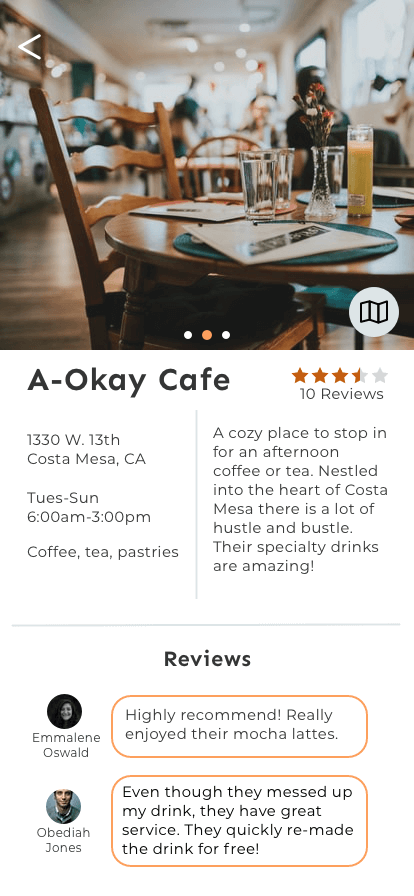 A-Okay Cafe
10 Reviews
1330 W. 13th
Costa Mesa, CA
Tues-Sun
6:00am-3:00pm
Coffee, tea, pastries
A cozy place to stop in
for an afternoon
coffee or tea. Nestled
into the heart of Costa
Mesa there is a lot of
hustle and bustle.
Their specialty drinks
are amazing!
Reviews
Emmalene
Oswald
Highly recommend! Really
enjoyed their mocha lattes.
Obediah
Jones
Even though they messed up
my drink, they have great
service. They quickly re-made
the drink for free!